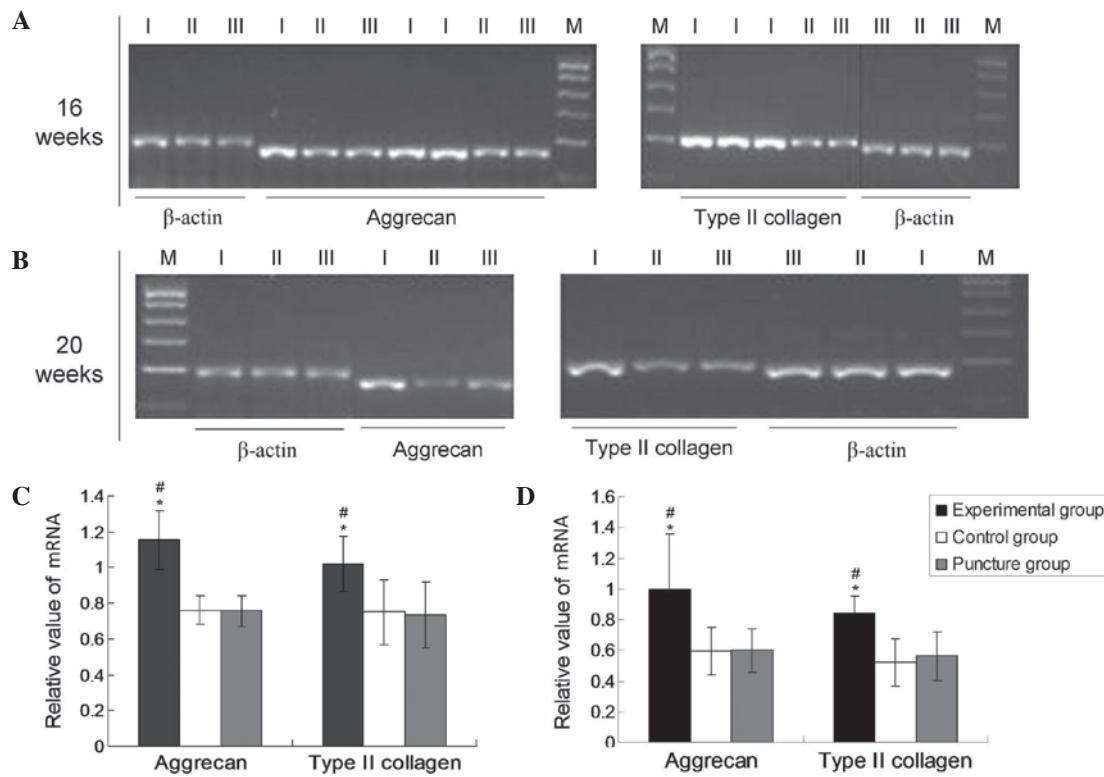 A
I II III I II III I I II III M
M I I I II III III II III M
16
weeks
β-actin
Aggrecan
Type II collagen
β-actin
B
M I II III I II III
I II III III II I M
20
weeks
β-actin
Aggrecan
Type II collagen
β-actin
C
Relative value of mRNA
1.4
1.2
1
0.8
0.6
0.4
0.2
0
#
*
#
*
Aggrecan
Type II collagen
D
Relative value of mRNA
1.6
1.4
1.2
1
0.8
0.6
0.4
0.2
0
#
*
#
*
Aggrecan
Type II collagen
Experimental group
Control group
Puncture group